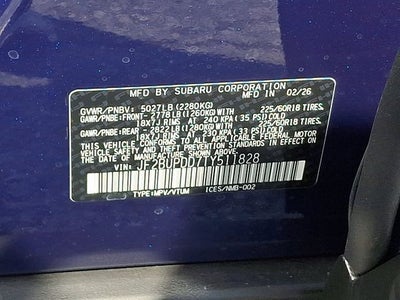 MFD. BY SUBARU CORPORATION IN 02/26
GVWR/PNBV: 5027LB(2280KG)
GAWR/PNBE:FRONT- LB(1260KG)WITH 225/60R18 TIRES,
18X7J RIMS AT 240 KPA(35 PSI)COLD
GAWR/PNBE:REAR - 2822LB(1280KG)WITH 225/60R18 TIRES,
18X7J RIMS AT 230 KPA(33 PSI)COLD
THIS VEHICLE CONFORMS TO ALL APPLICABLE FEDERAL MOTOR
VEHICLE SAFETY AND THEFT PREVENTION STANDARDS IN EFFECT
ON THE DATE OF MANUFACTURE SHOWN ABOVE.
VIN:
TYPE:MPV/VTUM ICES/NMB-002